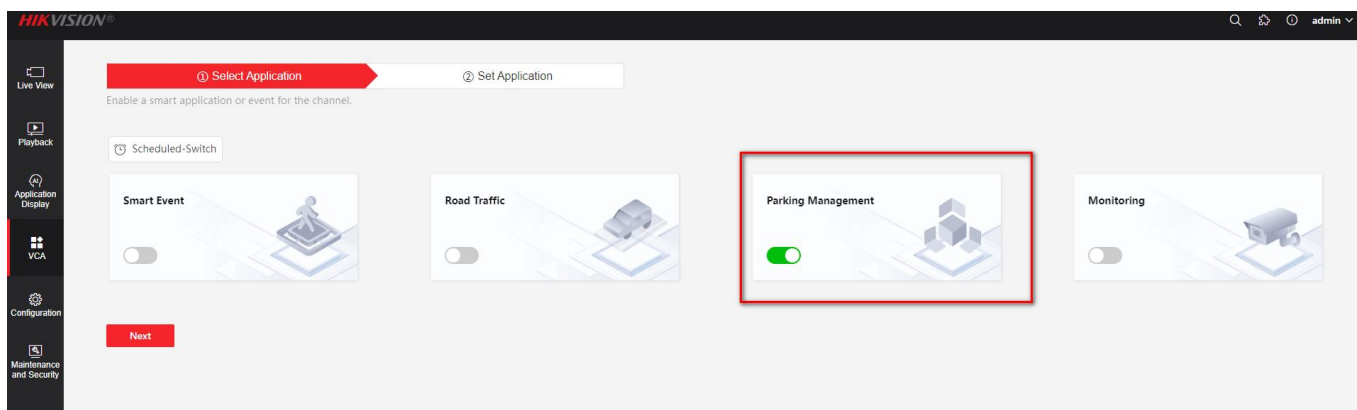 HIKVISION®
admin
Live View
Playback
AI
Application
Display
VCA
Configuration
Maintenance
and Security
① Select Application
② Set Application
Enable a smart application or event for the channel.
Scheduled-Switch
Smart Event
Road Traffic
Parking Management
Monitoring
Next